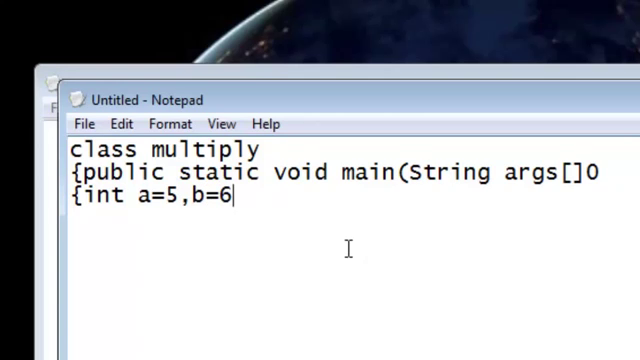 Untitled - Notepad
File Edit Format View Help
class multiply
{public static void main(String args[]0
{int a=5,b=6